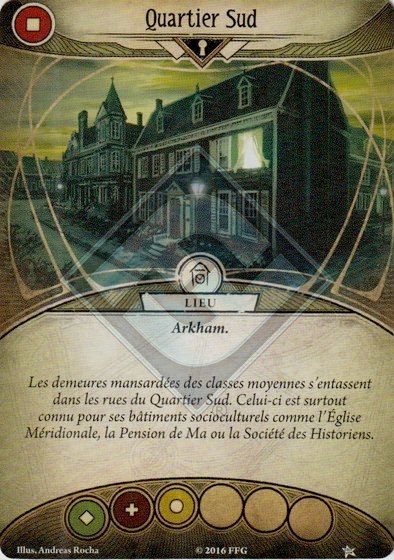 Quartier Sud
LIEU
Arkham.
Les demeures mansardées des classes moyennes s'entassent
dans les rues du Quartier Sud. Celui-ci est surtout
connu pour ses bâtiments socioculturels comme l'Église
Méridionale, la Pension de Ma ou la Société des Historiens.
Illus. Andreas Rocha
© 2016 FFG